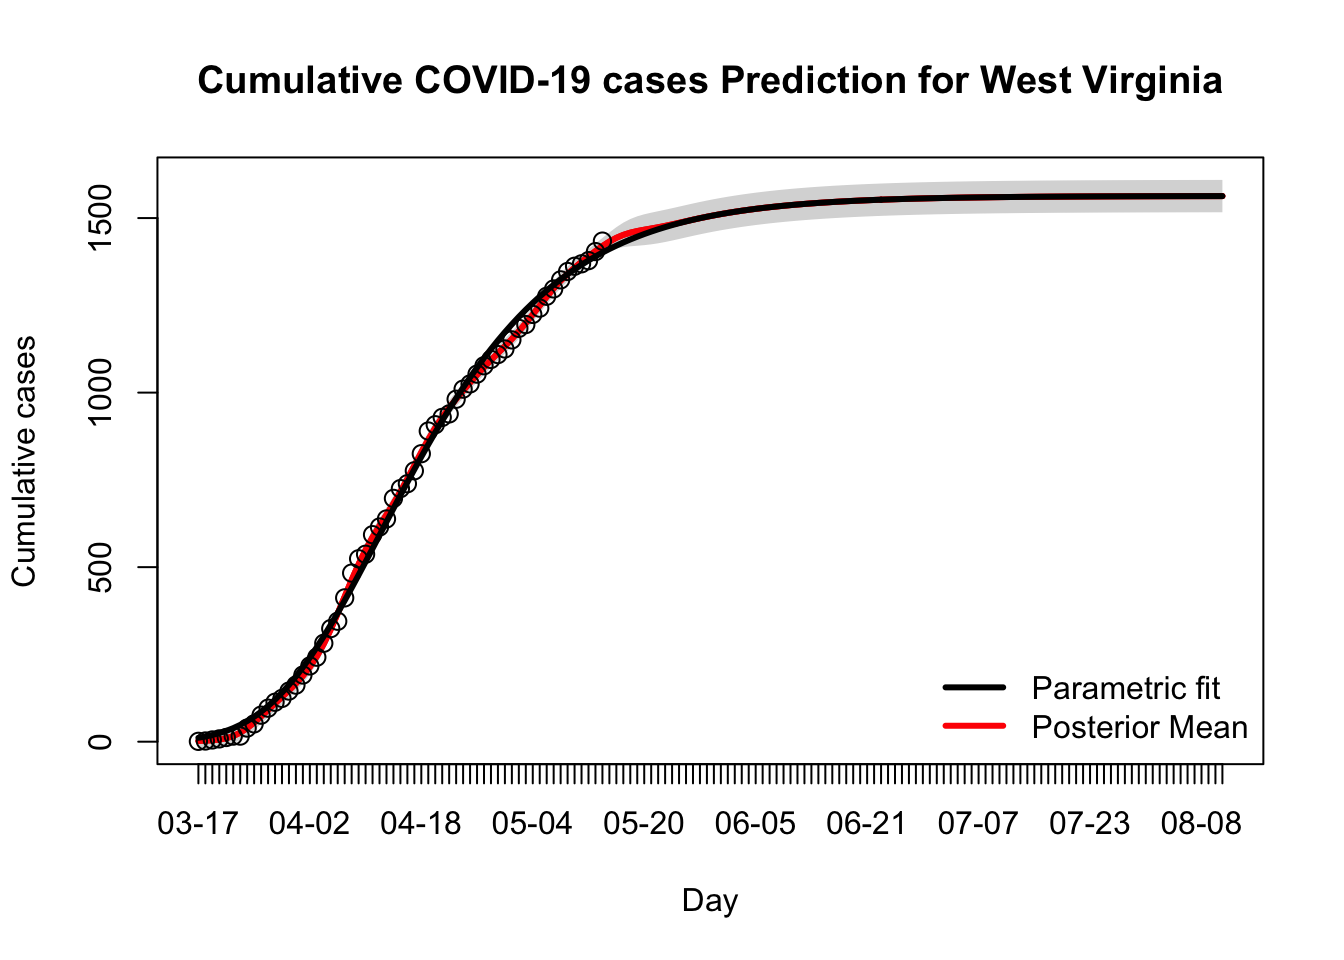 Cumulative COVID-19 cases Prediction for West Virginia
Cumulative cases
1500
1000
500
0
Parametric fit
Posterior Mean
03-17 04-02 04-18 05-04 05-20 06-05 06-21 07-07 07-23 08-08
Day